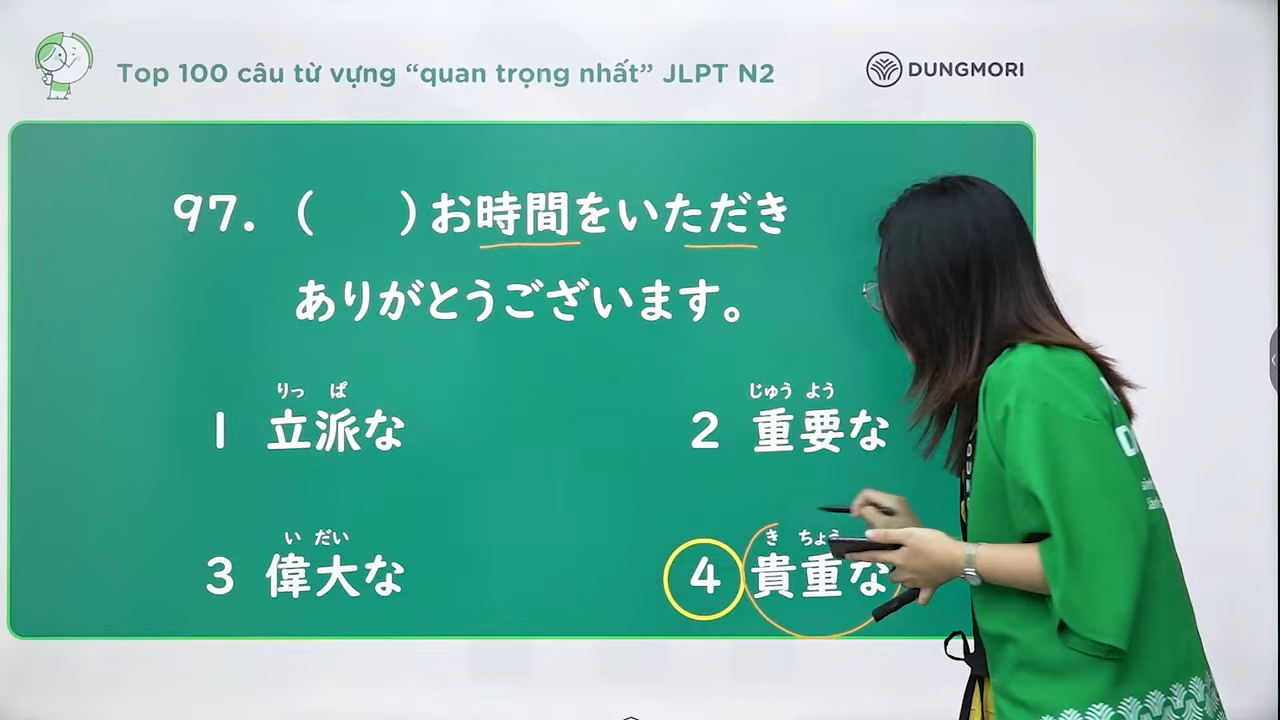 Top 100 câu từ vựng “quan trọng nhất” JLPT N2
DUNGMORI
97. (　　)お時間をいただき
ありがとうございます。
りっ ぱ
1 立派な
じゅう よう
2 重要な
い だい
3 偉大な
き ちょう
4 貴重な